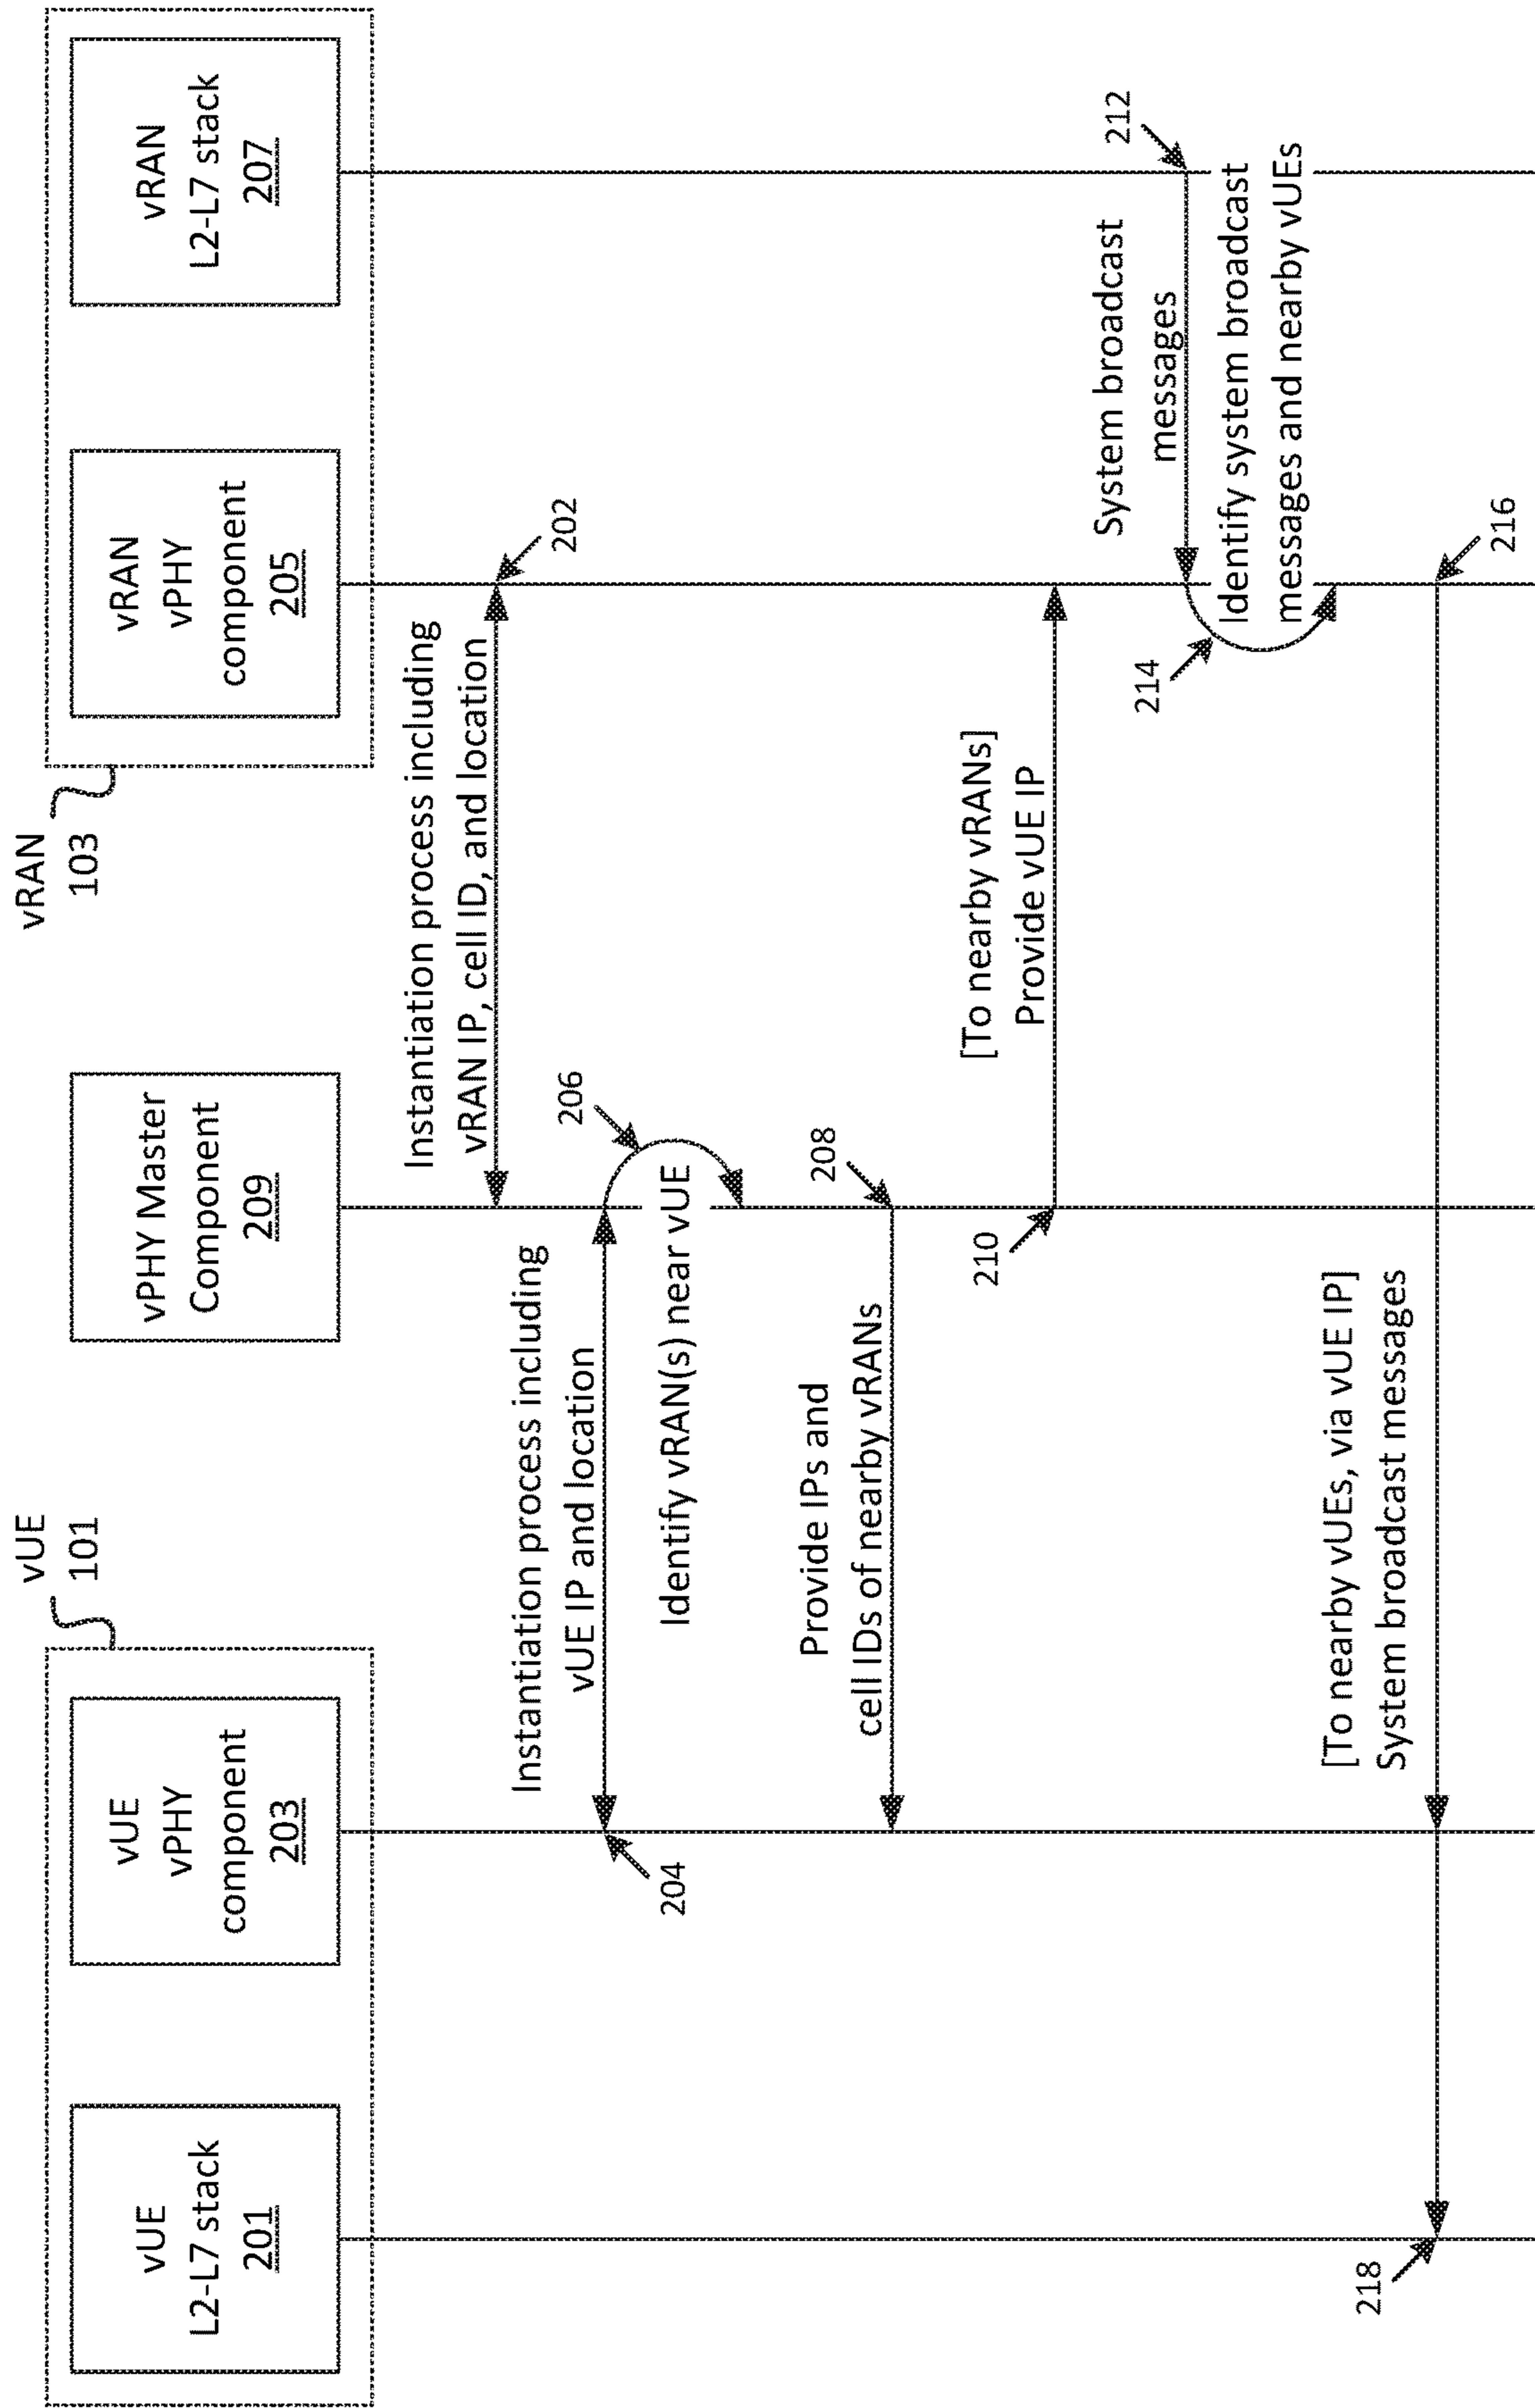 vUE
101
vRAN
103
vUE
L2-L7 stack
201
vUE
vPHY
component
203
vPHY Master
Component
209
vRAN
vPHY
component
205
vRAN
L2-L7 stack
207
Instantiation process including
vRAN IP, cell ID, and location
202
Instantiation process including
vUE IP and location
204
206
Identify vRAN(s) near vUE
Provide IPs and
cell IDs of nearby vRANs
208
[To nearby vRANs]
Provide vUE IP
210
System broadcast
messages
212
214
Identify system broadcast
messages and nearby vUEs
[To nearby vUEs, via vUE IP]
System broadcast messages
216
218